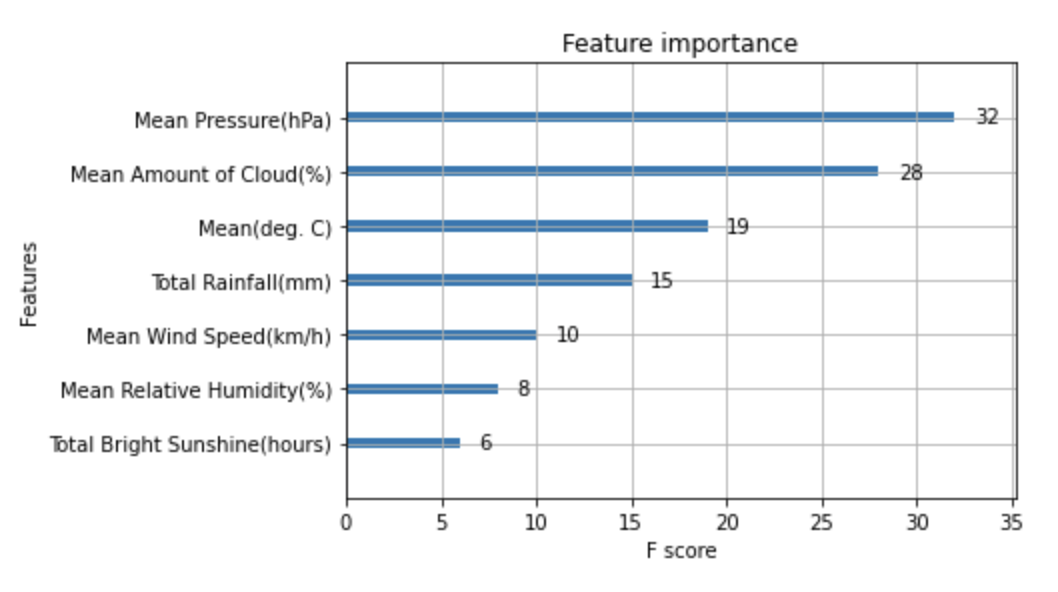 Feature importance
Features
Mean Pressure(hPa) 32
Mean Amount of Cloud(%) 28
Mean(deg. C) 19
Total Rainfall(mm) 15
Mean Wind Speed(km/h) 10
Mean Relative Humidity(%) 8
Total Bright Sunshine(hours) 6
0 5 10 15 20 25 30 35
F score